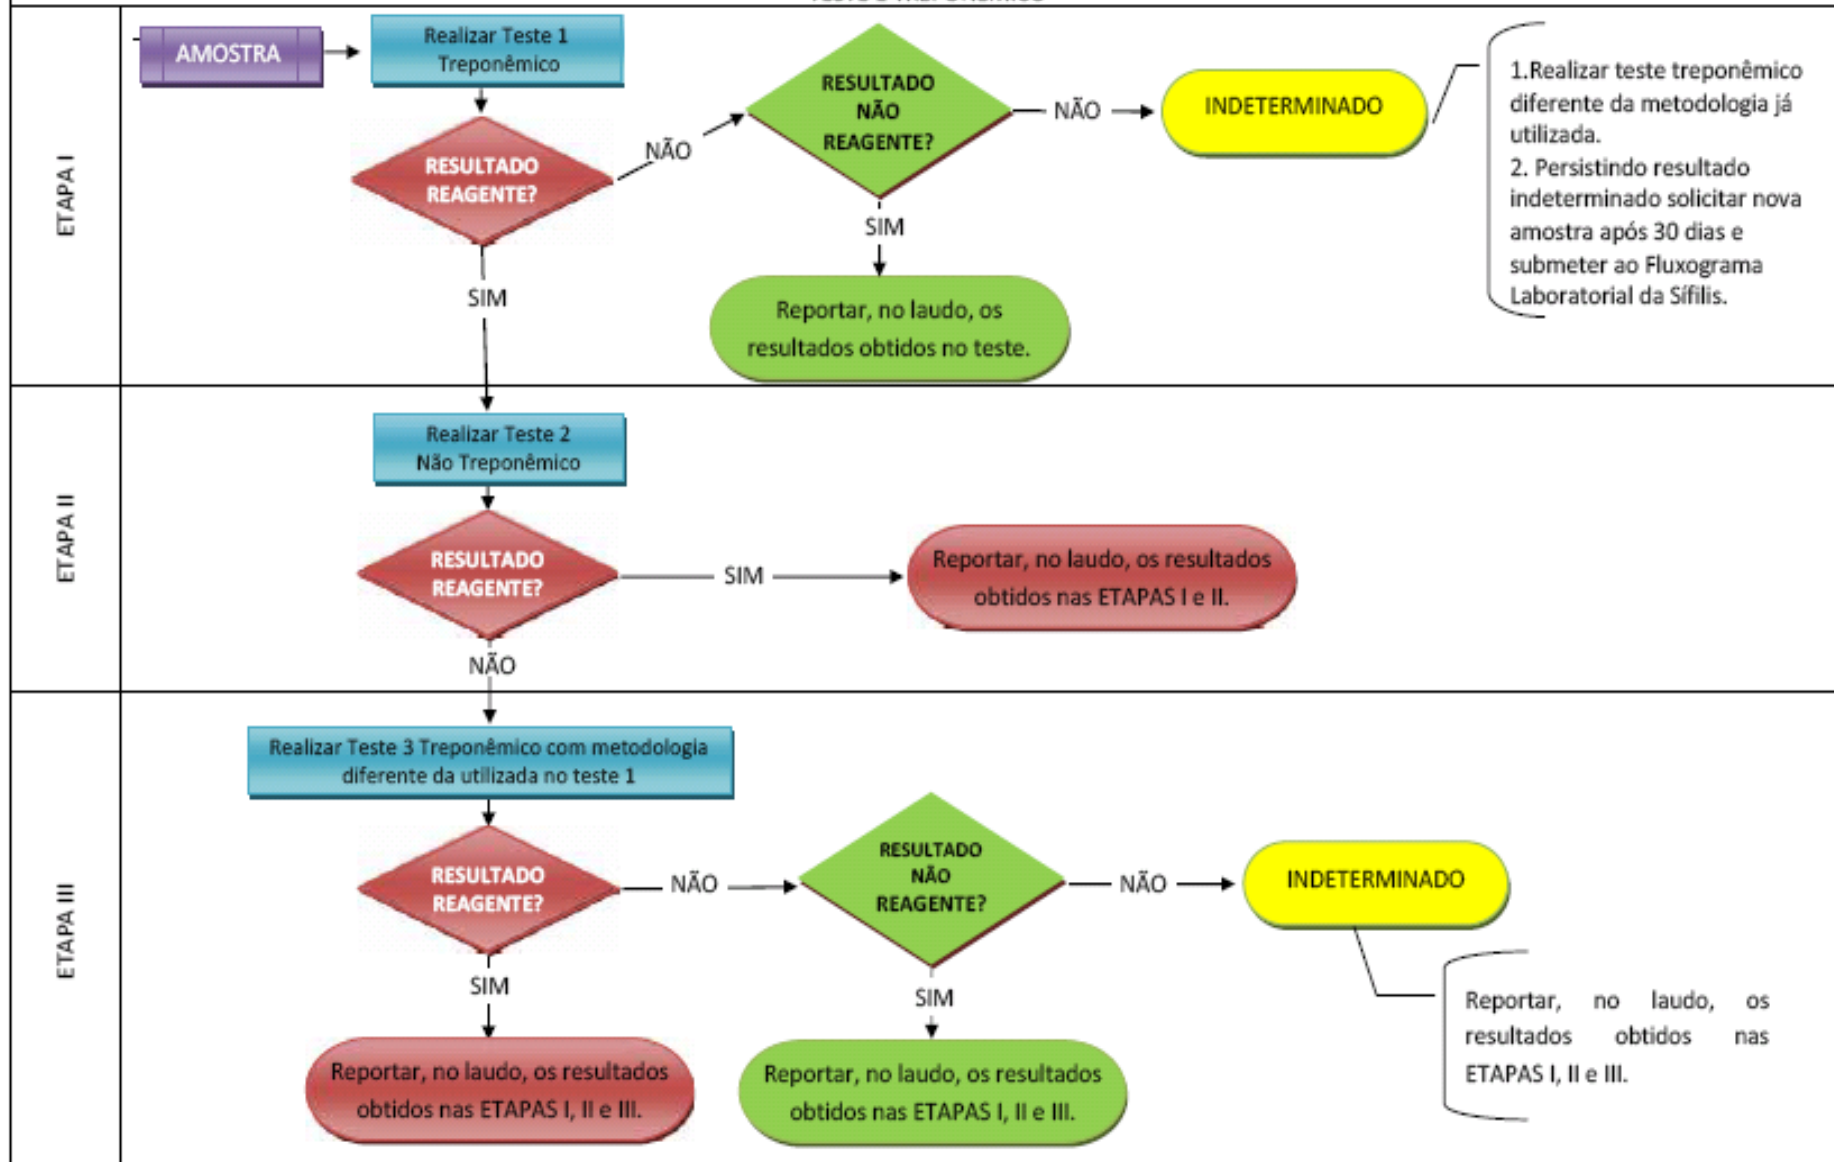 ETAPA I
AMOSTRA
Realizar Teste 1
Treponêmico
RESULTADO
REAGENTE?
NÃO
SIM
RESULTADO
NÃO
REAGENTE?
NÃO
SIM
Reportar, no laudo, os
resultados obtidos no teste.
INDETERMINADO
1.Realizar teste treponêmico
diferente da metodologia já
utilizada.
2. Persistindo resultado
indeterminado solicitar nova
amostra após 30 dias e
submeter ao Fluxograma
Laboratorial da Sífilis.
ETAPA II
Realizar Teste 2
Não Treponêmico
RESULTADO
REAGENTE?
SIM
Reportar, no laudo, os resultados
obtidos nas ETAPAS I e II.
NÃO
ETAPA III
Realizar Teste 3 Treponêmico com metodologia
diferente da utilizada no teste 1
RESULTADO
REAGENTE?
NÃO
SIM
Reportar, no laudo, os resultados
obtidos nas ETAPAS I, II e III.
RESULTADO
NÃO
REAGENTE?
NÃO
SIM
Reportar, no laudo, os resultados
obtidos nas ETAPAS I, II e III.
INDETERMINADO
Reportar, no laudo, os
resultados obtidos nas
ETAPAS I, II e III.